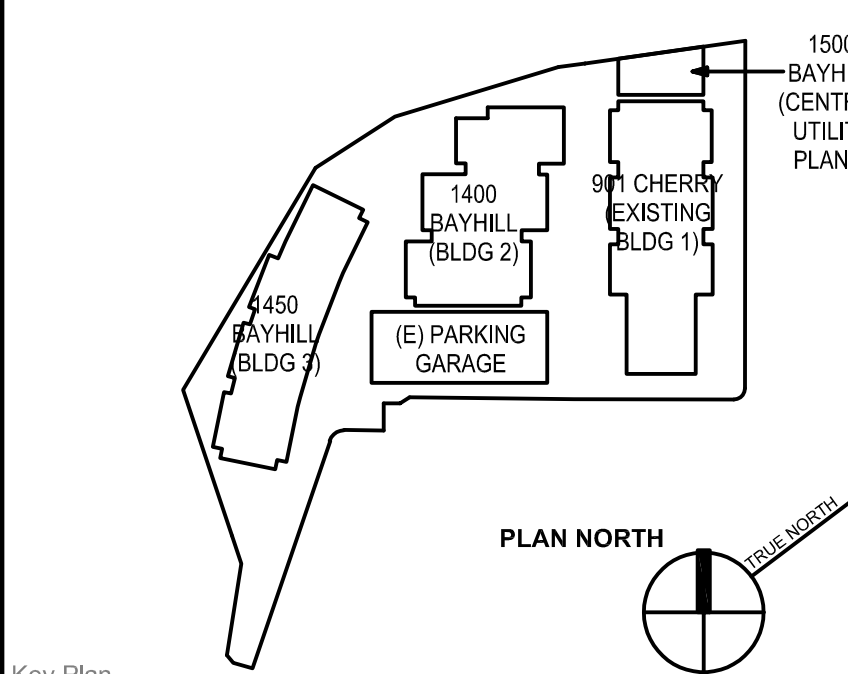 1500
BAYHI
(CENTR
UTILIT
PLAN
1400
BAYHILL
(BLDG 2)
901 CHERRY
(EXISTING
BLDG 1)
1450
BAYHILL
(BLDG 3)
(E) PARKING
GARAGE
PLAN NORTH
TRUE NORTH
Key Plan